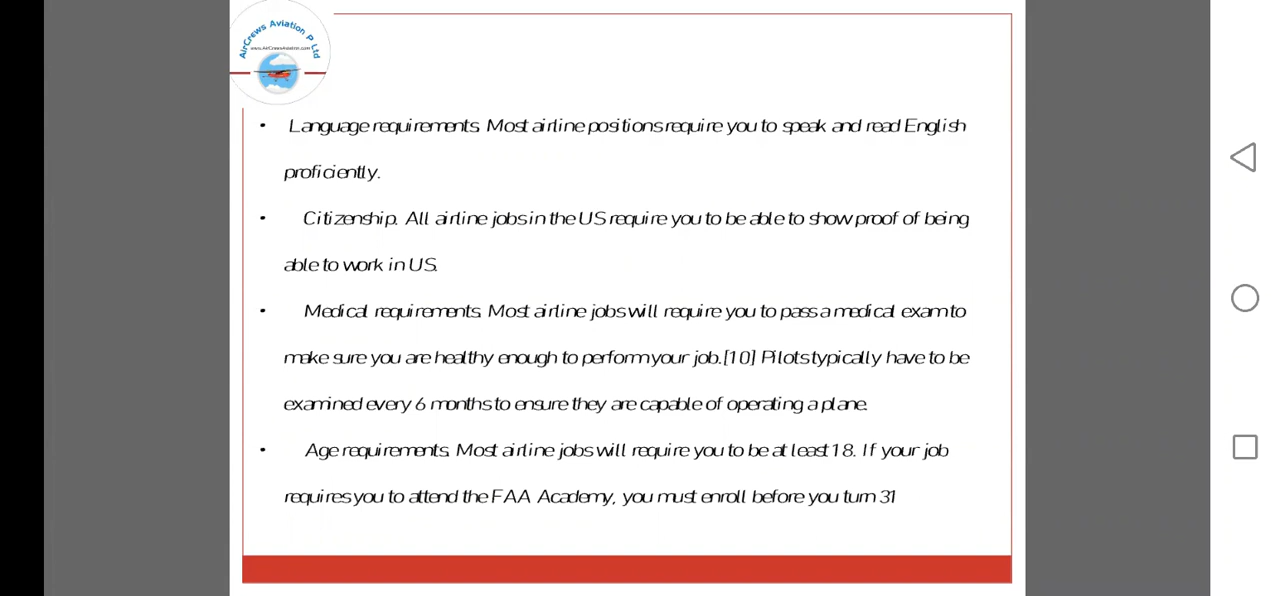 AirCrews Aviation P Ltd
www.AirCrewsAviation.com
• Language requirements. Most airline positions require you to speak and read English
proficiently.
• Citizenship. All airline jobs in the US require you to be able to show proof of being
able to work in US.
• Medical requirements. Most airline jobs will require you to pass a medical exam to
make sure you are healthy enough to perform your job.[10] Pilots typically have to be
examined every 6 months to ensure they are capable of operating a plane.
• Age requirements. Most airline jobs will require you to be at least 18. If your job
requires you to attend the FAA Academy, you must enroll before you turn 31